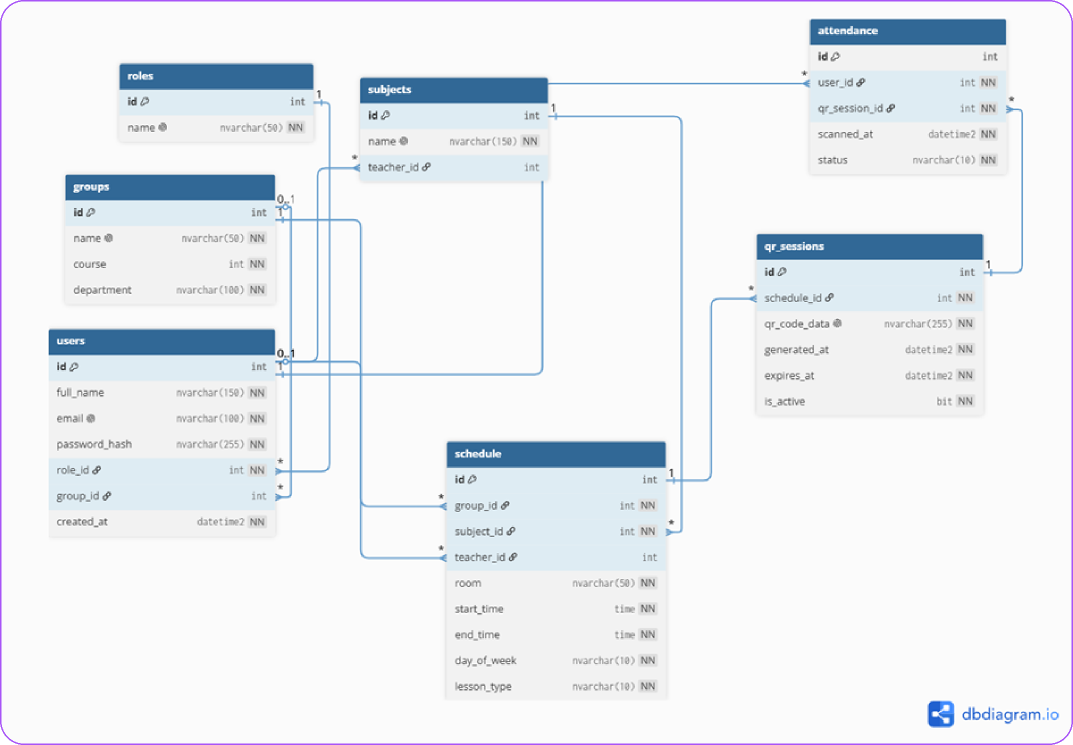 roles
id int
name nvarchar(50) NN
groups
id int
name nvarchar(50) NN
course int NN
department nvarchar(100) NN
users
id int
full_name nvarchar(150) NN
email nvarchar(100) NN
password_hash nvarchar(255) NN
role_id int NN
group_id int
created_at datetime2 NN
subjects
id int
name nvarchar(150) NN
teacher_id int
schedule
id int
group_id int NN
subject_id int NN
teacher_id int
room nvarchar(50) NN
start_time time NN
end_time time NN
day_of_week nvarchar(10) NN
lesson_type nvarchar(10) NN
attendance
id int
user_id int NN
qr_session_id int NN
scanned_at datetime2 NN
status nvarchar(10) NN
qr_sessions
id int
schedule_id int NN
qr_code_data nvarchar(255) NN
generated_at datetime2 NN
expires_at datetime2 NN
is_active bit NN
1
*
0..1
1
0..1
1
*
*
1
*
*
1
*
*
*
1
*
1
dbdiagram.io